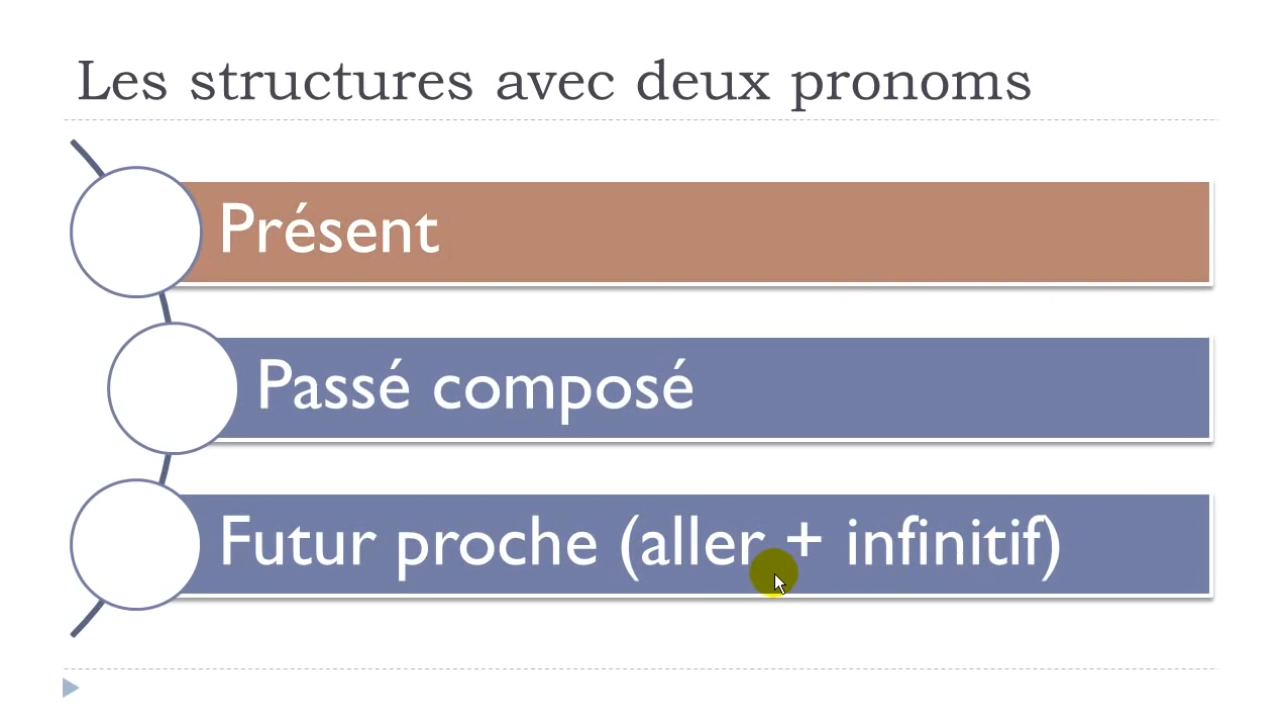 Les structures avec deux pronoms
Présent
Passé composé
Futur proche (aller + infinitif)